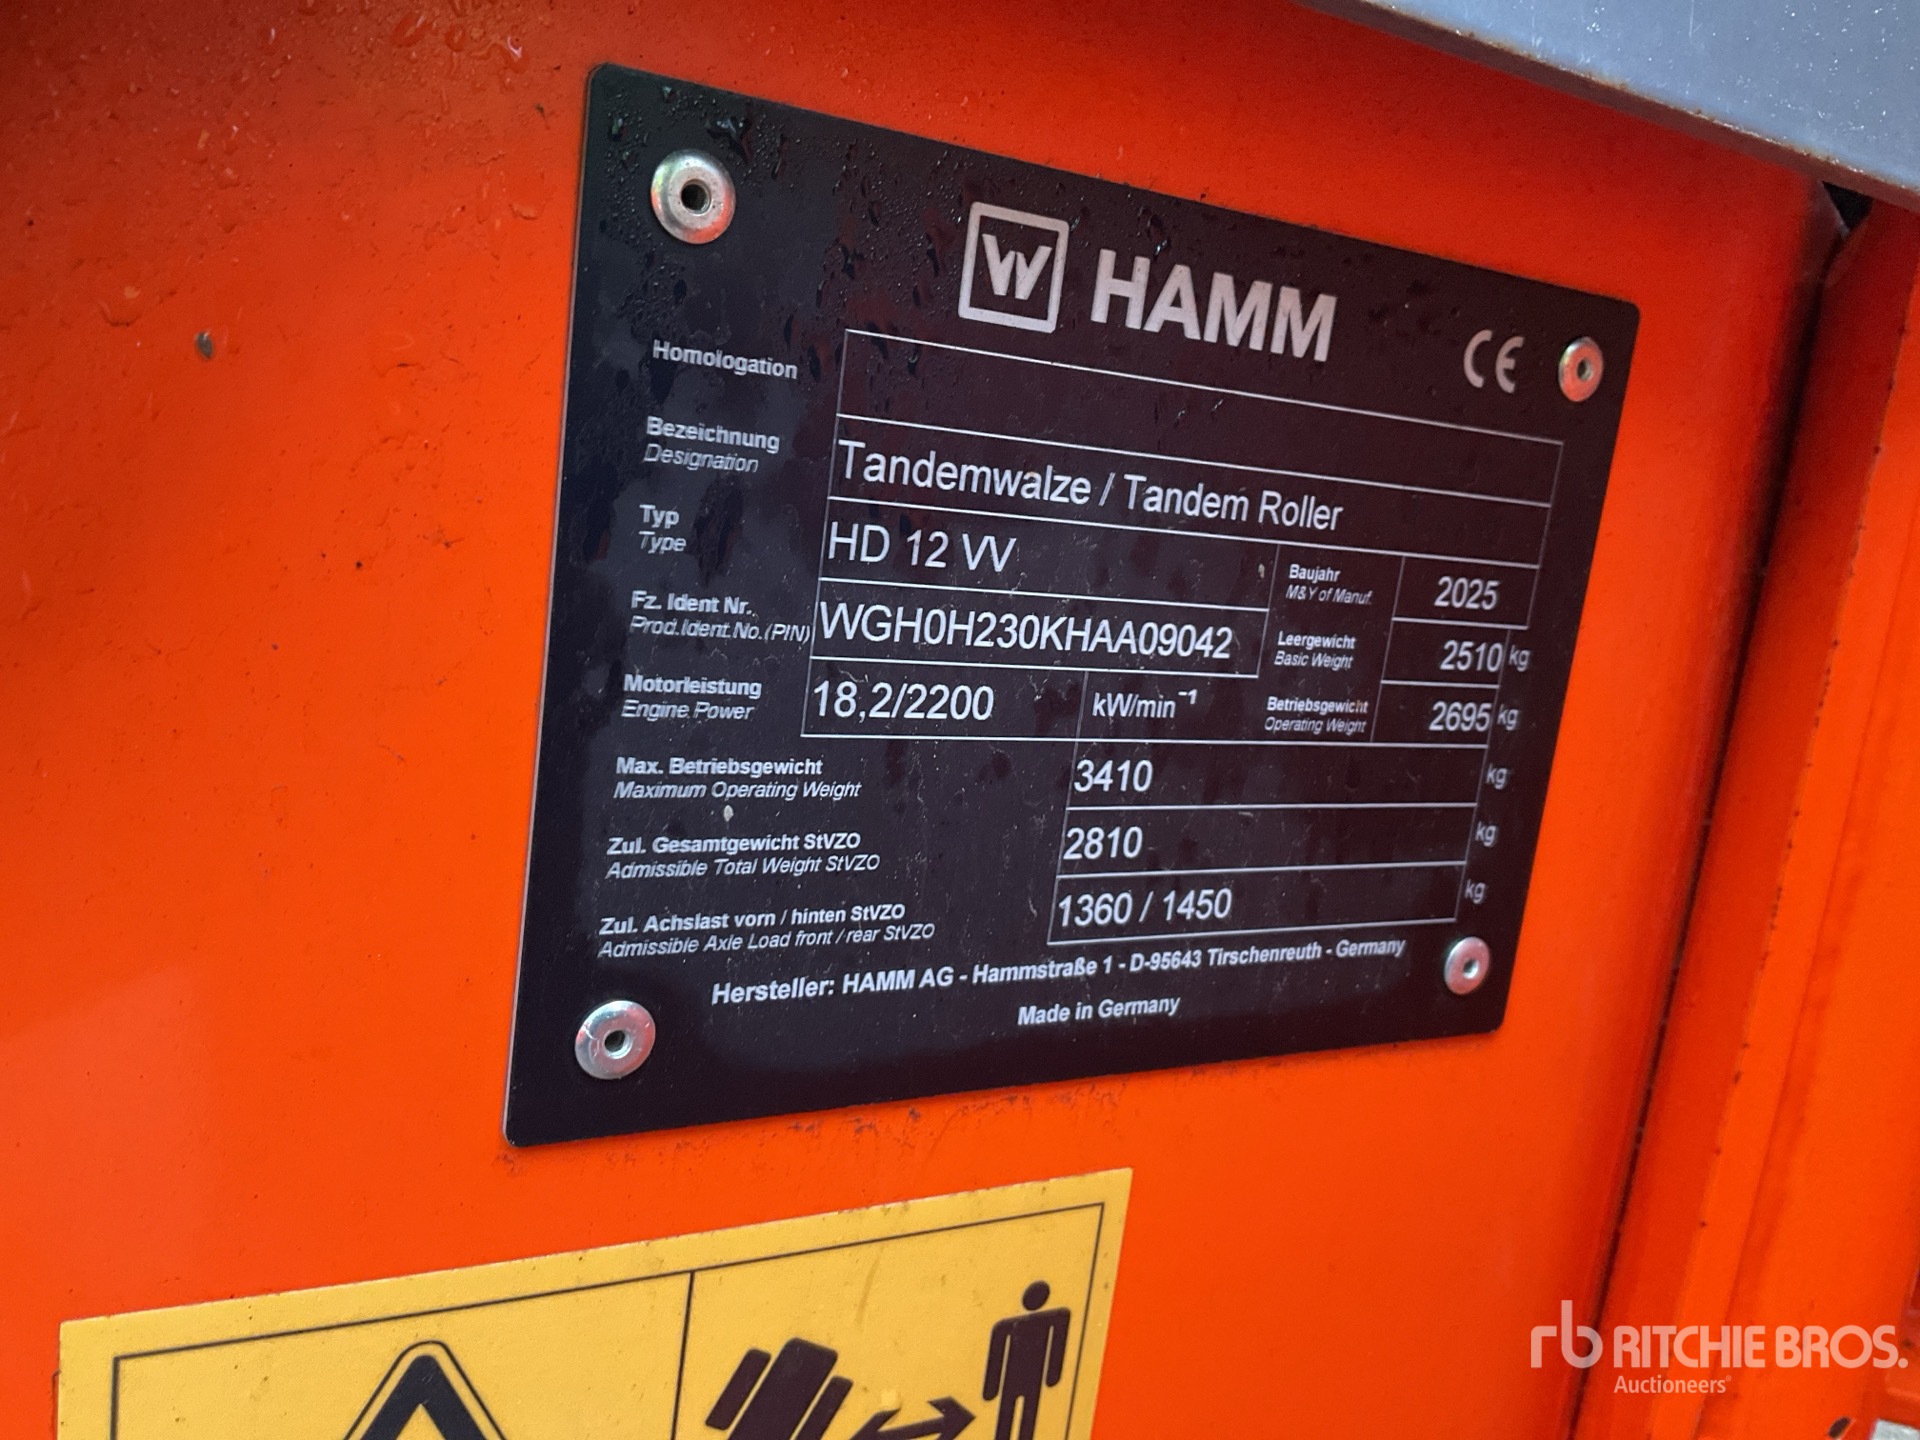 W HAMM
CE
Homologation
Bezeichnung
Designation
Tandemwalze / Tandem Roller
Typ
Type
HD 12 VV
Baujahr
M&Y of Manuf.
2025
Fz. Ident Nr.
Prod.Ident.No.(PIN)
WGH0H230KHAA09042
Leergewicht
Basic Weight
2510 kg
Motorleistung
Engine Power
18,2/2200
kW/min⁻¹
Betriebsgewicht
Operating Weight
2695 kg
Max. Betriebsgewicht
Maximum Operating Weight
3410 kg
Zul. Gesamtgewicht StVZO
Admissible Total Weight StVZO
2810 kg
Zul. Achslast vorn / hinten StVZO
Admissible Axle Load front / rear StVZO
1360 / 1450 kg
Hersteller: HAMM AG - Hammstraße 1 - D-95643 Tirschenreuth - Germany
Made in Germany
rb RITCHIE BROS.
Auctioneers